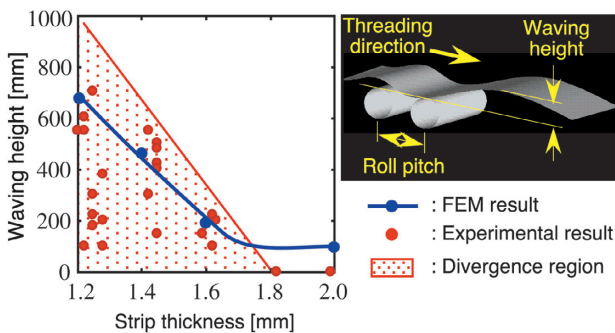 Waving height [mm]
1000
800
600
400
200
0
1.2
1.4
1.6
1.8
2.0
Strip thickness [mm]
Threading
direction
Waving
height
Roll pitch
: FEM result
: Experimental result
: Divergence region